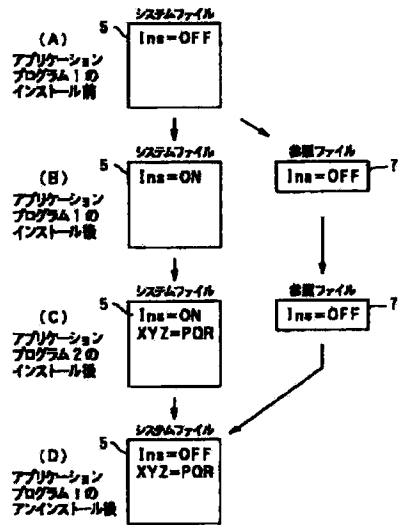 システムファイル
5
(A)
アプリケーション
プログラム1の
インストール前
Ins=OFF
システムファイル
5
(B)
アプリケーション
プログラム1の
インストール後
Ins=ON
参照ファイル
7
Ins=OFF
システムファイル
5
(C)
アプリケーション
プログラム2の
インストール後
Ins=ON
XYZ=PQR
参照ファイル
7
Ins=OFF
システムファイル
5
(D)
アプリケーション
プログラム1の
アンインストール後
Ins=OFF
XYZ=PQR